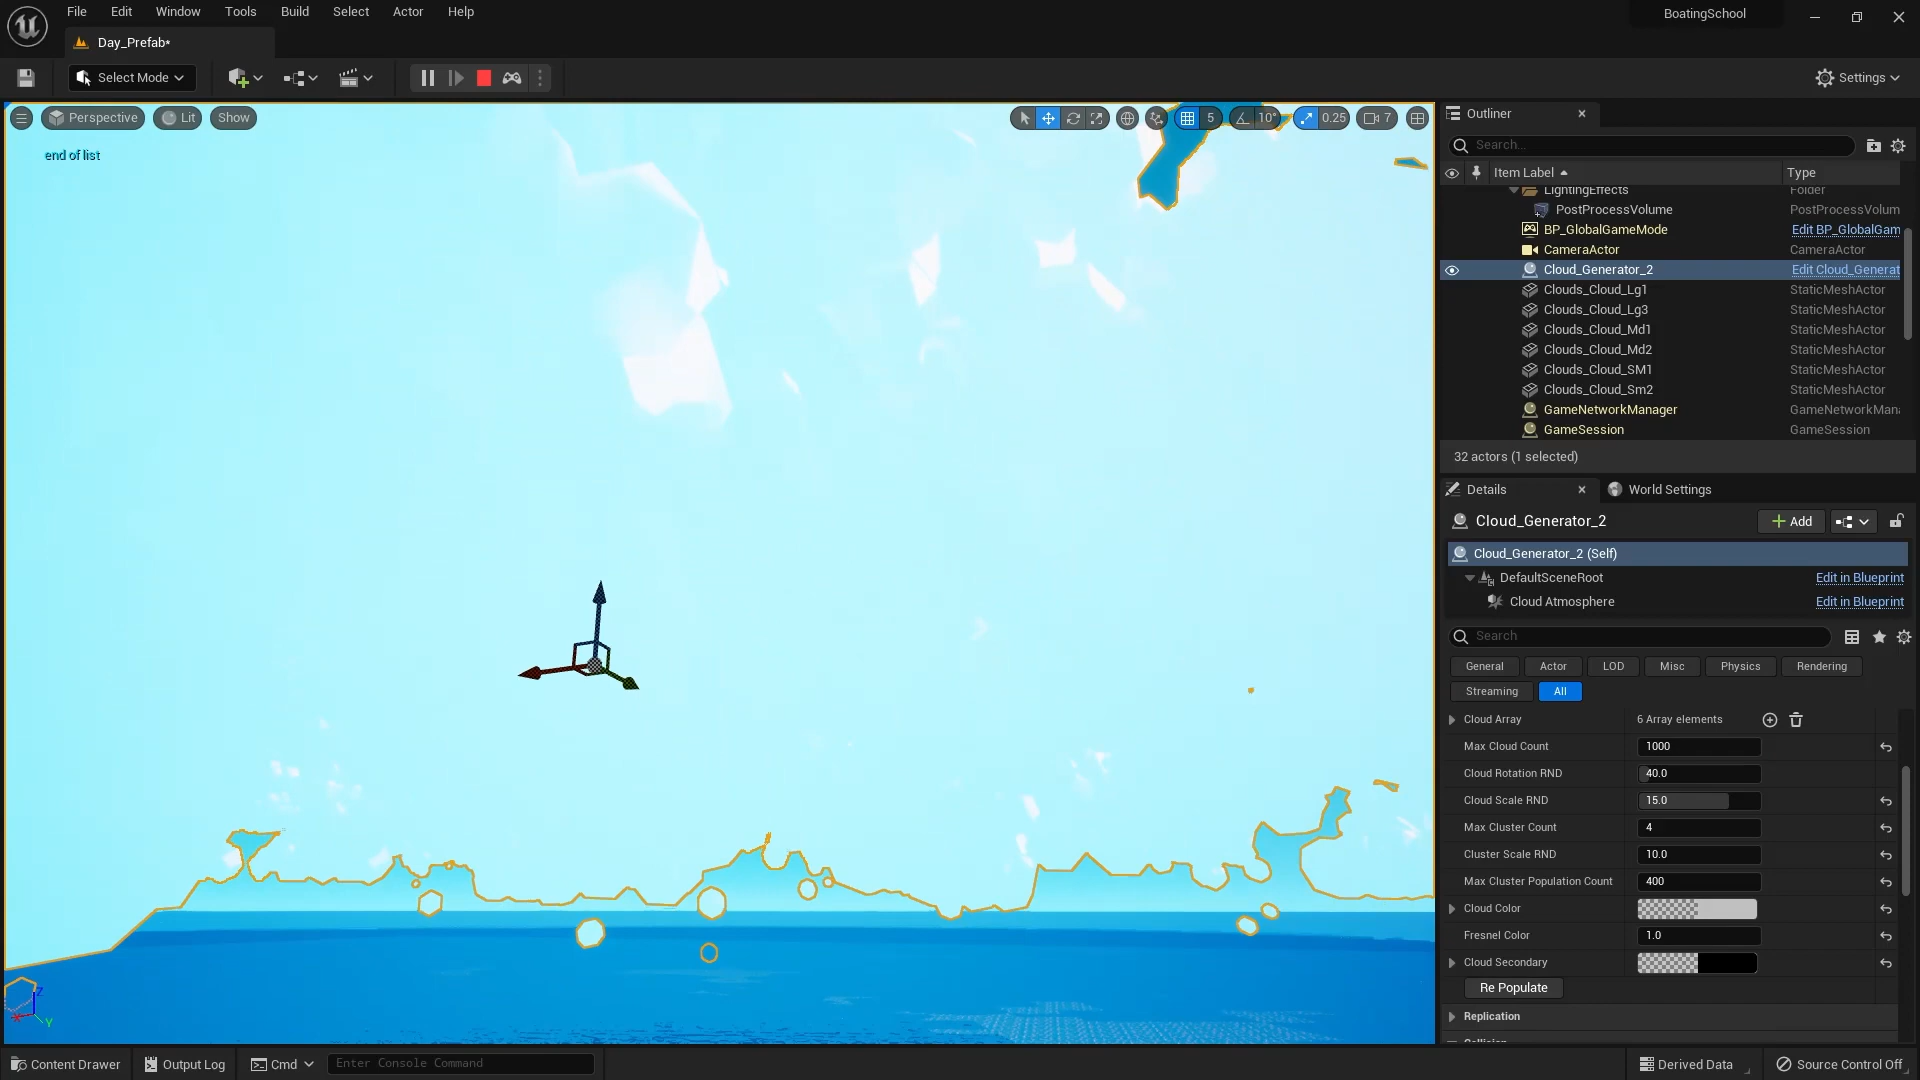 File Edit Window Tools Build Select Actor Help
BoatingSchool
Day_Prefab*
Select Mode
Settings
Perspective Lit Show
5 10° 0.25 7
end of list
Outliner
Search...
Item Label Type
LightingEffects Folder
PostProcessVolume PostProcessVolum
BP_GlobalGameMode Edit BP_GlobalGam
CameraActor CameraActor
Cloud_Generator_2 Edit Cloud_Generat
Clouds_Cloud_Lg1 StaticMeshActor
Clouds_Cloud_Lg3 StaticMeshActor
Clouds_Cloud_Md1 StaticMeshActor
Clouds_Cloud_Md2 StaticMeshActor
Clouds_Cloud_SM1 StaticMeshActor
Clouds_Cloud_Sm2 StaticMeshActor
GameNetworkManager GameNetworkMan
GameSession GameSession
32 actors (1 selected)
Details World Settings
Cloud_Generator_2 Add
Cloud_Generator_2 (Self)
DefaultSceneRoot Edit in Blueprint
Cloud Atmosphere Edit in Blueprint
Search
General Actor LOD Misc Physics Rendering
Streaming All
Cloud Array 6 Array elements
Max Cloud Count 1000
Cloud Rotation RND 40.0
Cloud Scale RND 15.0
Max Cluster Count 4
Cluster Scale RND 10.0
Max Cluster Population Count 400
Cloud Color
Fresnel Color 1.0
Cloud Secondary
Re Populate
Replication
Z
X Y
Content Drawer Output Log Cmd Enter Console Command Derived Data Source Control Off